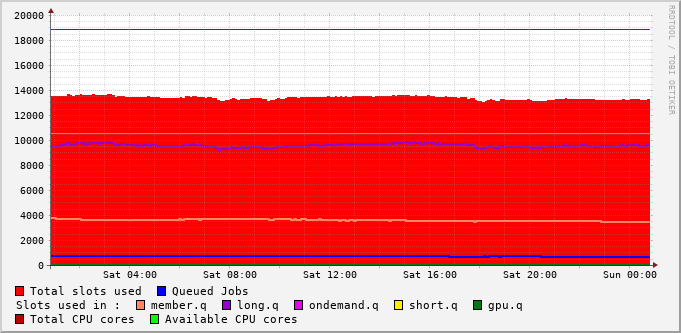 20000
18000
16000
14000
12000
10000
8000
6000
4000
2000
0
Sat 04:00 Sat 08:00 Sat 12:00 Sat 16:00 Sat 20:00 Sun 00:00
RRDTOOL / TOBI OETIKER
Total slots used Queued Jobs
Slots used in : member.q long.q ondemand.q short.q gpu.q
Total CPU cores Available CPU cores